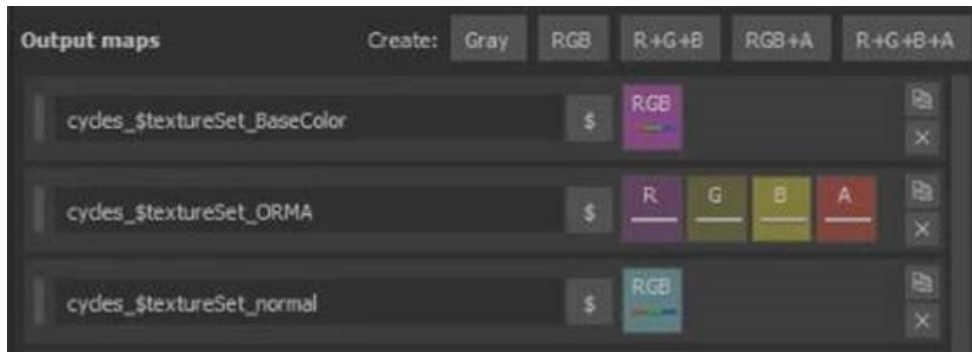 Output maps Create: Gray RGB R+G+B RGB+A R+G+B+A
cycles_$textureSet_BaseColor $ RGB
cycles_$textureSet_ORMA $ R G B A
cycles_$textureSet_normal $ RGB